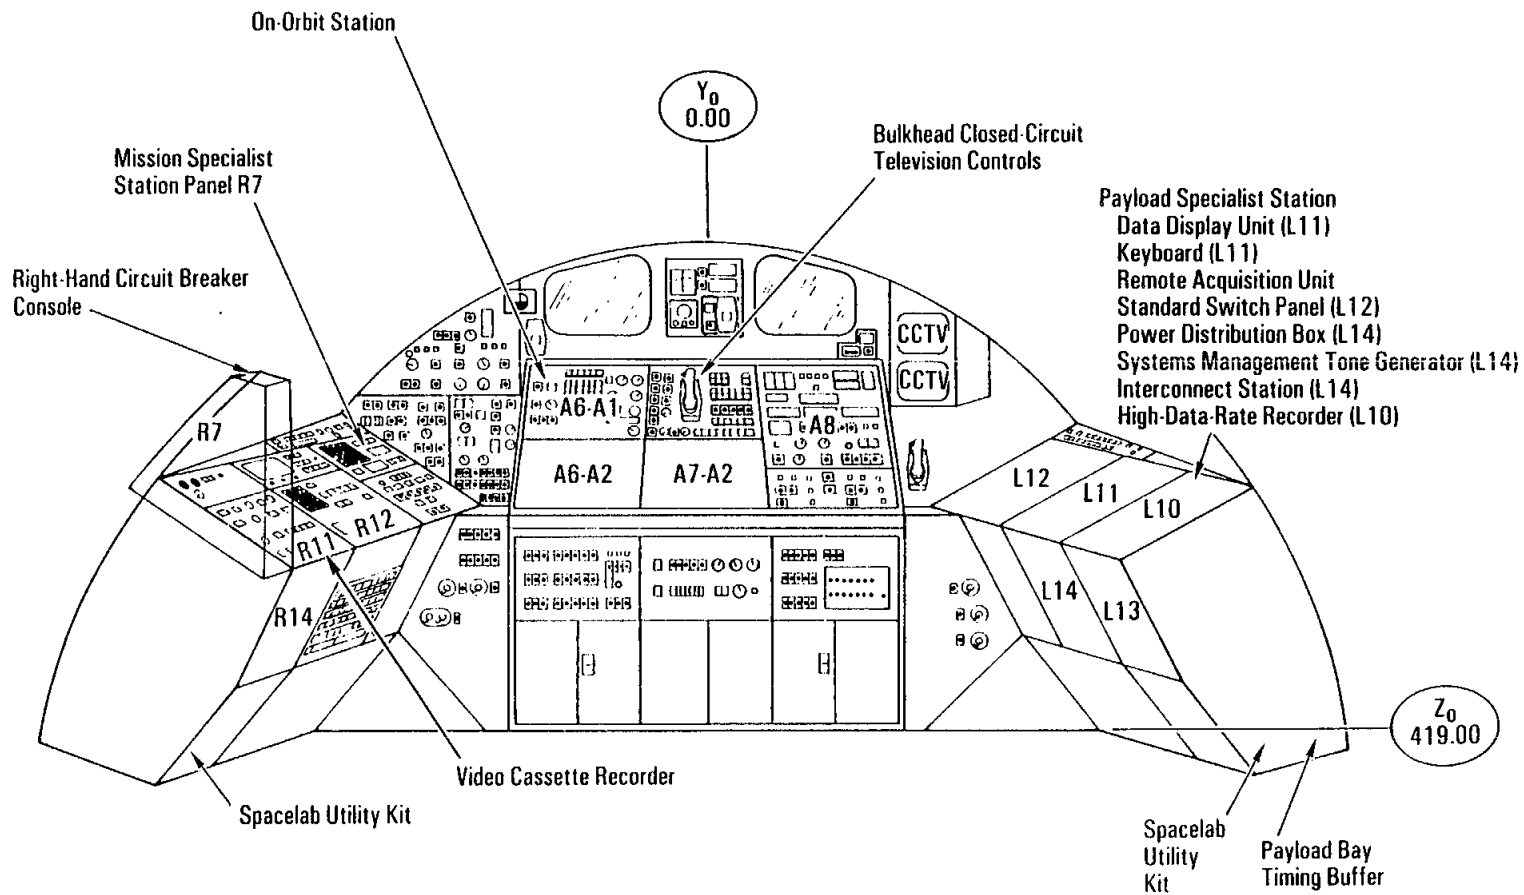 On-Orbit Station
Y₀
0.00
Bulkhead Closed-Circuit
Television Controls
Mission Specialist
Station Panel R7
Payload Specialist Station
Data Display Unit (L11)
Keyboard (L11)
Remote Acquisition Unit
Standard Switch Panel (L12)
Power Distribution Box (L14)
Systems Management Tone Generator (L14)
Interconnect Station (L14)
High-Data-Rate Recorder (L10)
Right-Hand Circuit Breaker
Console
CCTV
CCTV
R7
A6-A1
A8
A6-A2
A7-A2
L12
L11
L10
R12
R11
R14
L14
L13
Z₀
419.00
Video Cassette Recorder
Spacelab Utility Kit
Spacelab
Utility
Kit
Payload Bay
Timing Buffer